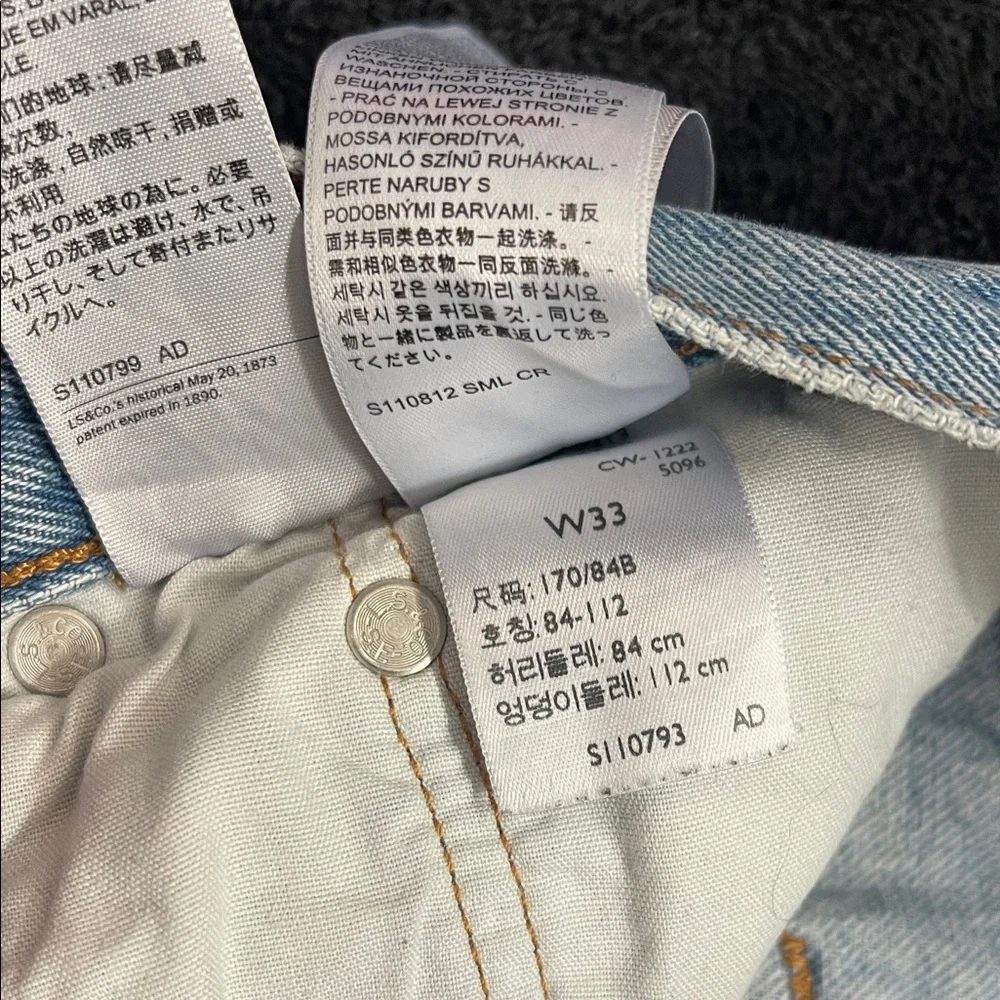 EM VARAL,
们的地球:请尽量减
次数,
洗涤,自然晾干,捐赠或
利用
たちの地球の為に。必要
以上の洗濯は避け、水で、吊
り干し、そして寄付またリサ
イクルへ。
S110799 AD
LS&Co.'s historical May 20, 1873
patent expired in 1890.
ИЗНАНОЧНОЙ СТОРОНЫ С
ВЕЩАМИ ПОХОЖИХ ЦВЕТОВ.
- PRAĆ NA LEWEJ STRONIE Z
PODOBNYMI KOLORAMI. -
MOSSA KIFORDÍTVA,
HASONLÓ SZÍNŰ RUHÁKKAL. -
PERTE NARUBY S
PODOBNÝMI BARVAMI. - 请反
面并与同类色衣物一起洗涤。 -
需和相似色衣物一同反面洗滌。 -
세탁시 같은 색상끼리 하십시요.
세탁시 옷을 뒤집을 것. - 同じ色
物と一緒に製品を裏返して洗っ
てください。
S110812 SML CR
CW- 1222
5096
W33
尺码: 170/84B
호칭: 84-112
허리둘레: 84 cm
엉덩이둘레: 112 cm
S110793 AD